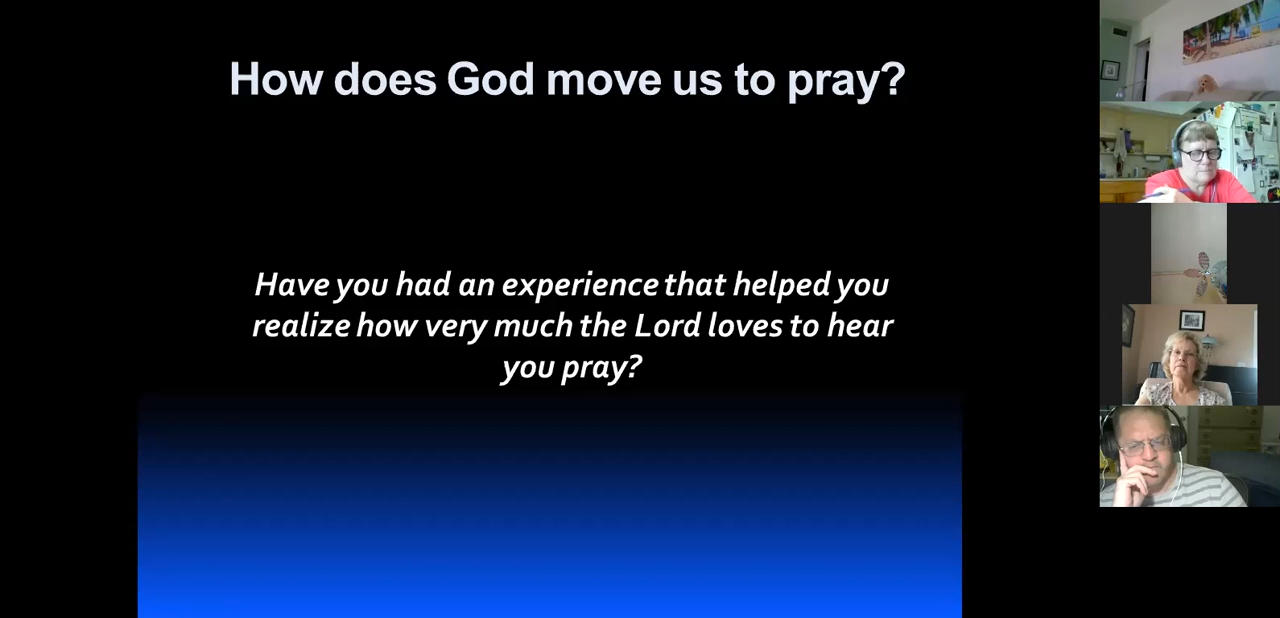 How does God move us to pray?
Have you had an experience that helped you
realize how very much the Lord loves to hear
you pray?